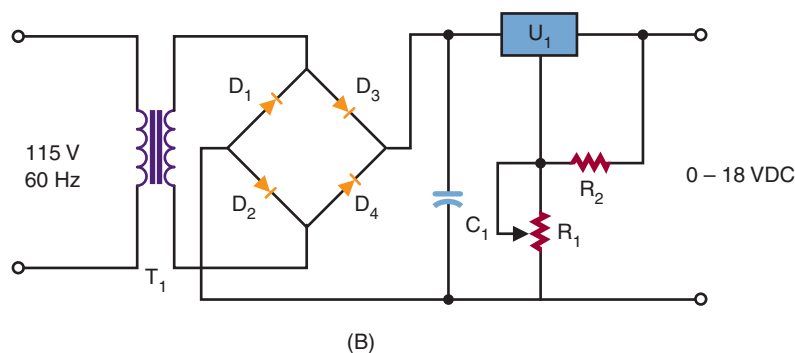 U1
D1
D3
115 V
60 Hz
D2
D4
C1
R2
R1
0 – 18 VDC
T1
(B)